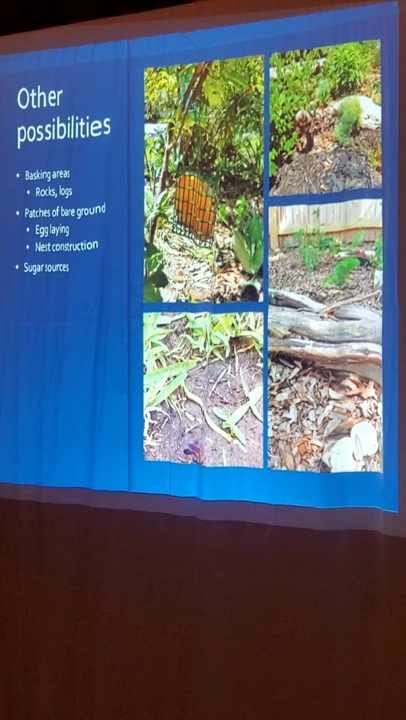 Other
possibilities
• Basking areas
• Rocks, logs
• Patches of bare ground
• Egg laying
• Nest construction
• Sugar sources